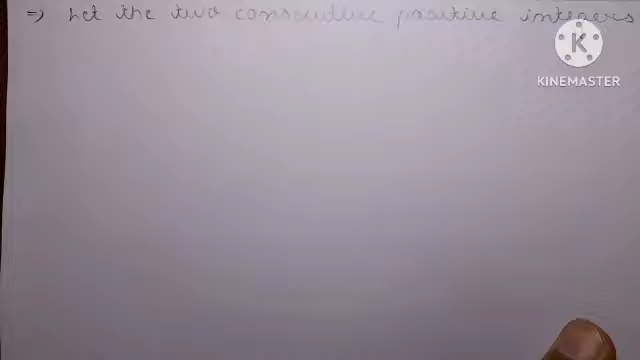 => Let the two consecutive positive integers
K
KINEMASTER